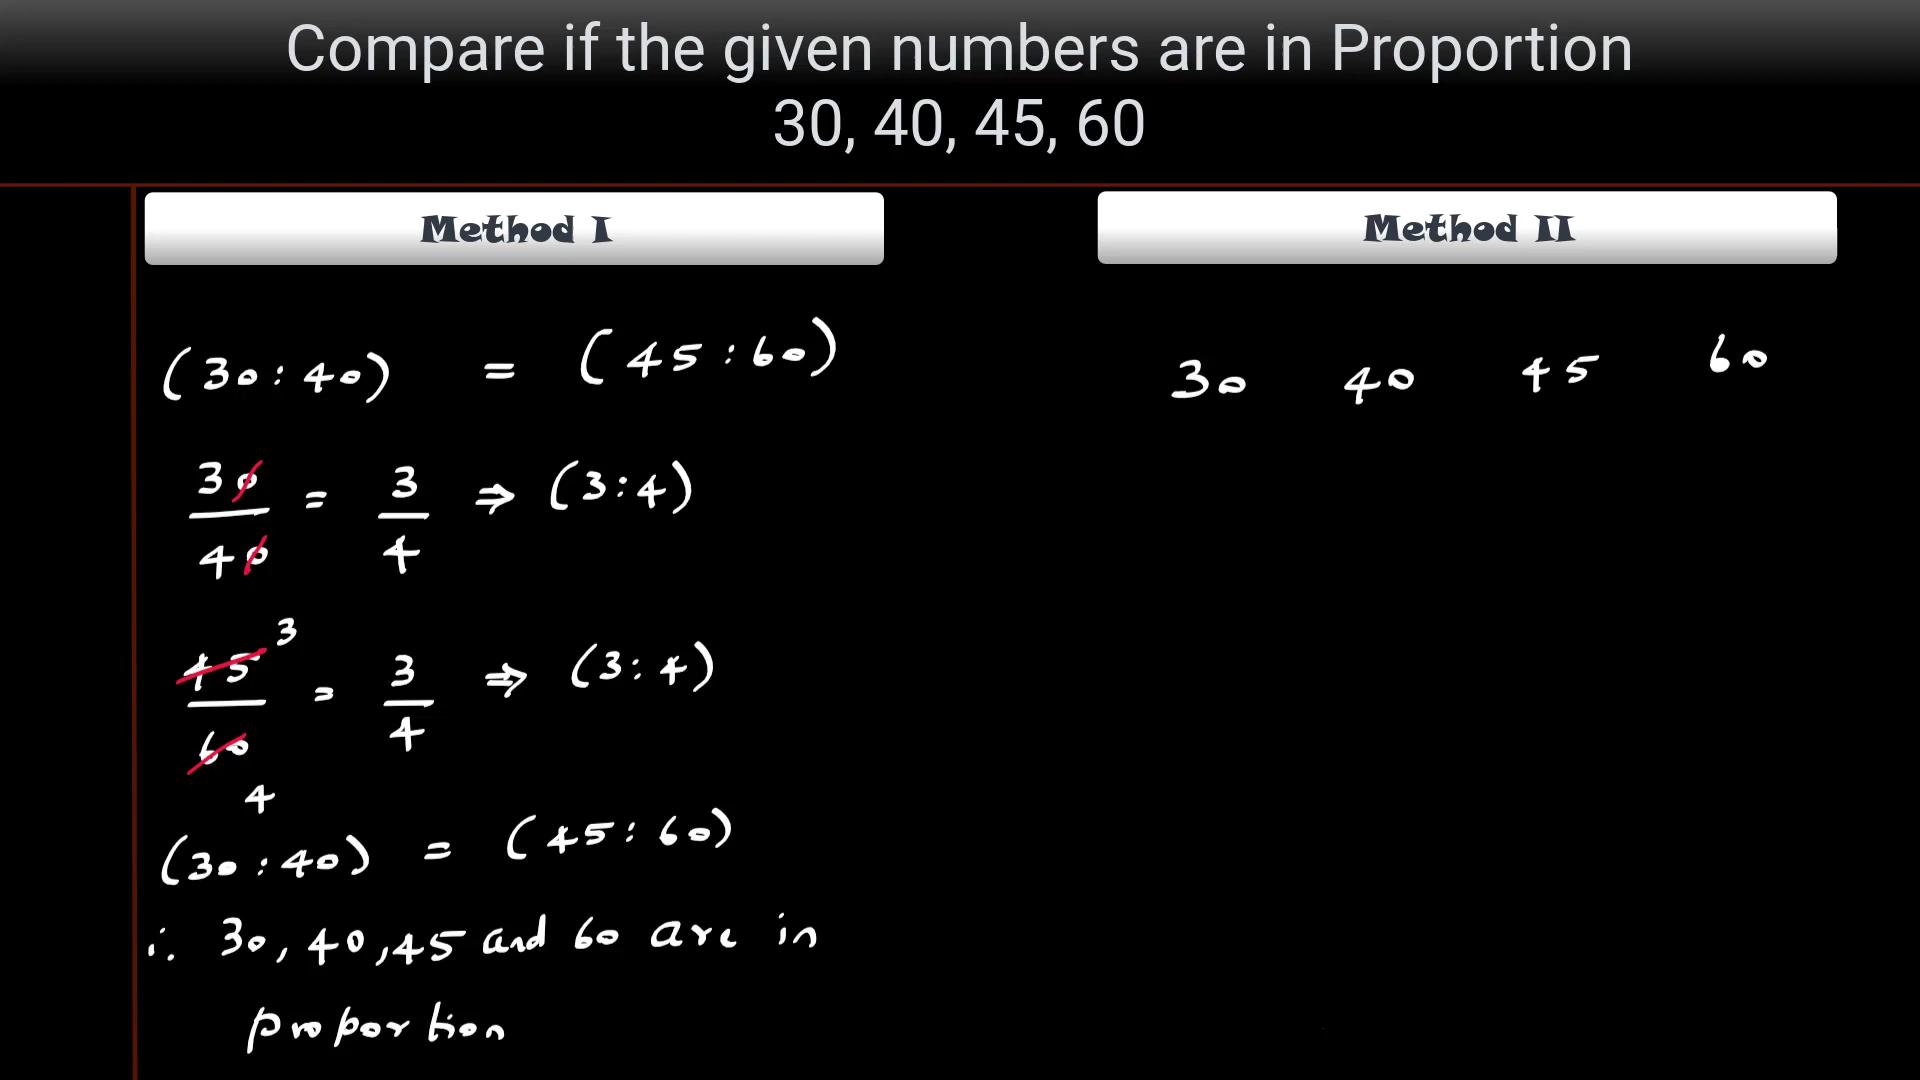 Compare if the given numbers are in Proportion
30, 40, 45, 60
Method I
(30:40) = (45:60)
30/40 = 3/4 ⇒ (3:4)
45/60 = 3/4 ⇒ (3:4)
3
4
(30:40) = (45:60)
∴ 30, 40, 45 and 60 are in
proportion
Method II
30 40 45 60